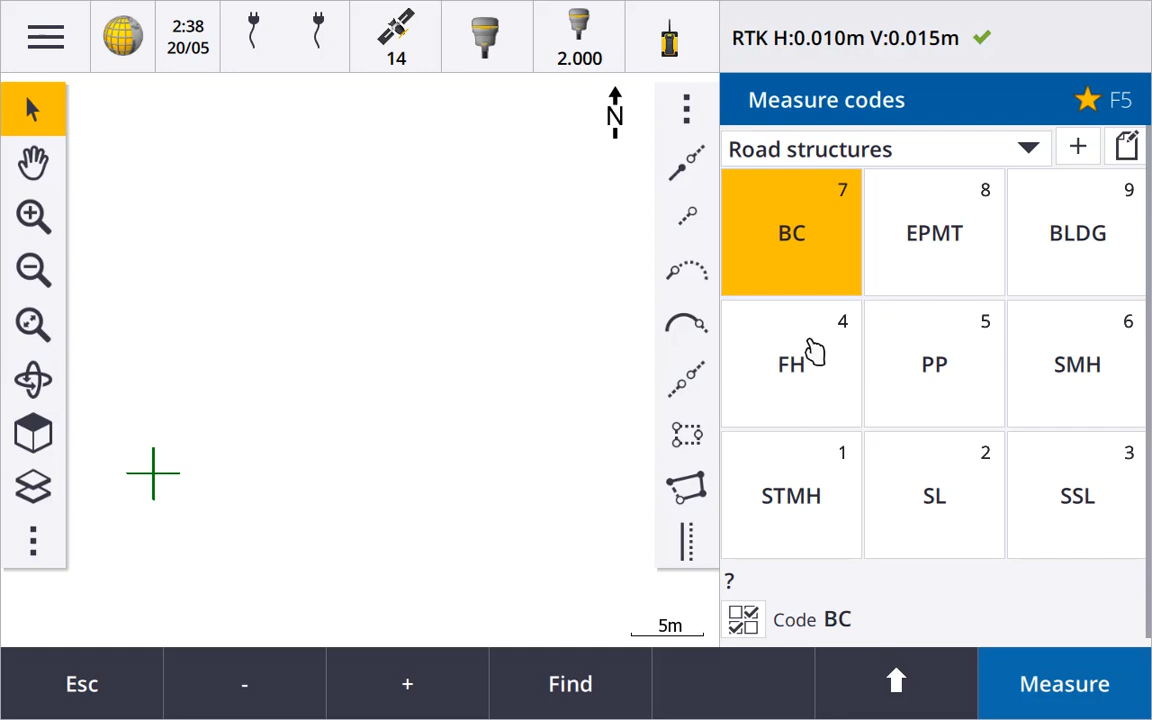 2:38
20/05
14
2.000
RTK H:0.010m V:0.015m
Measure codes
F5
Road structures
+
7
BC
8
EPMT
9
BLDG
4
FH
5
PP
6
SMH
1
STMH
2
SL
3
SSL
?
Code BC
N
5m
Esc
-
+
Find
Measure